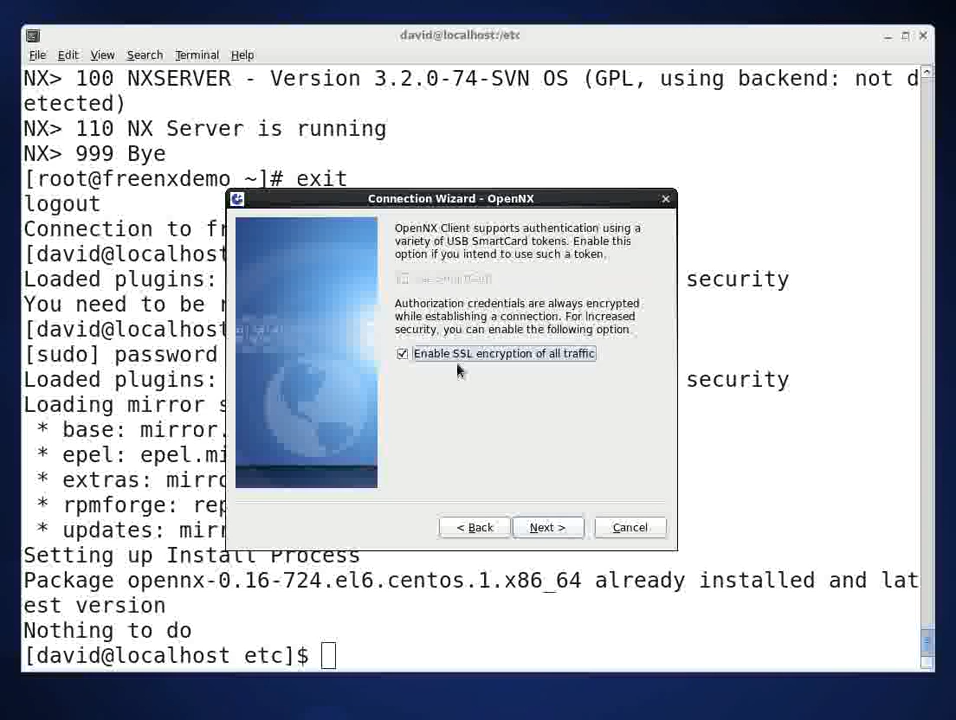 david@localhost:/etc
File Edit View Search Terminal Help
NX> 100 NXSERVER - Version 3.2.0-74-SVN OS (GPL, using backend: not d
etected)
NX> 110 NX Server is running
NX> 999 Bye
[root@freenxdemo ~]# exit
logout
Connection to fr
[david@localhost
Loaded plugins: security
You need to be r
[david@localhost
[sudo] password
Loaded plugins: security
Loading mirror s
* base: mirror.
* epel: epel.mi
* extras: mirro
* rpmforge: rep
* updates: mirr
Setting up Install Process
Package opennx-0.16-724.el6.centos.1.x86_64 already installed and lat
est version
Nothing to do
[david@localhost etc]$
Connection Wizard - OpenNX
OpenNX Client supports authentication using a
variety of USB SmartCard tokens. Enable this
option if you intend to use such a token.
Authorization credentials are always encrypted
while establishing a connection. For Increased
security, you can enable the following option.
Enable SSL encryption of all traffic
< Back Next > Cancel